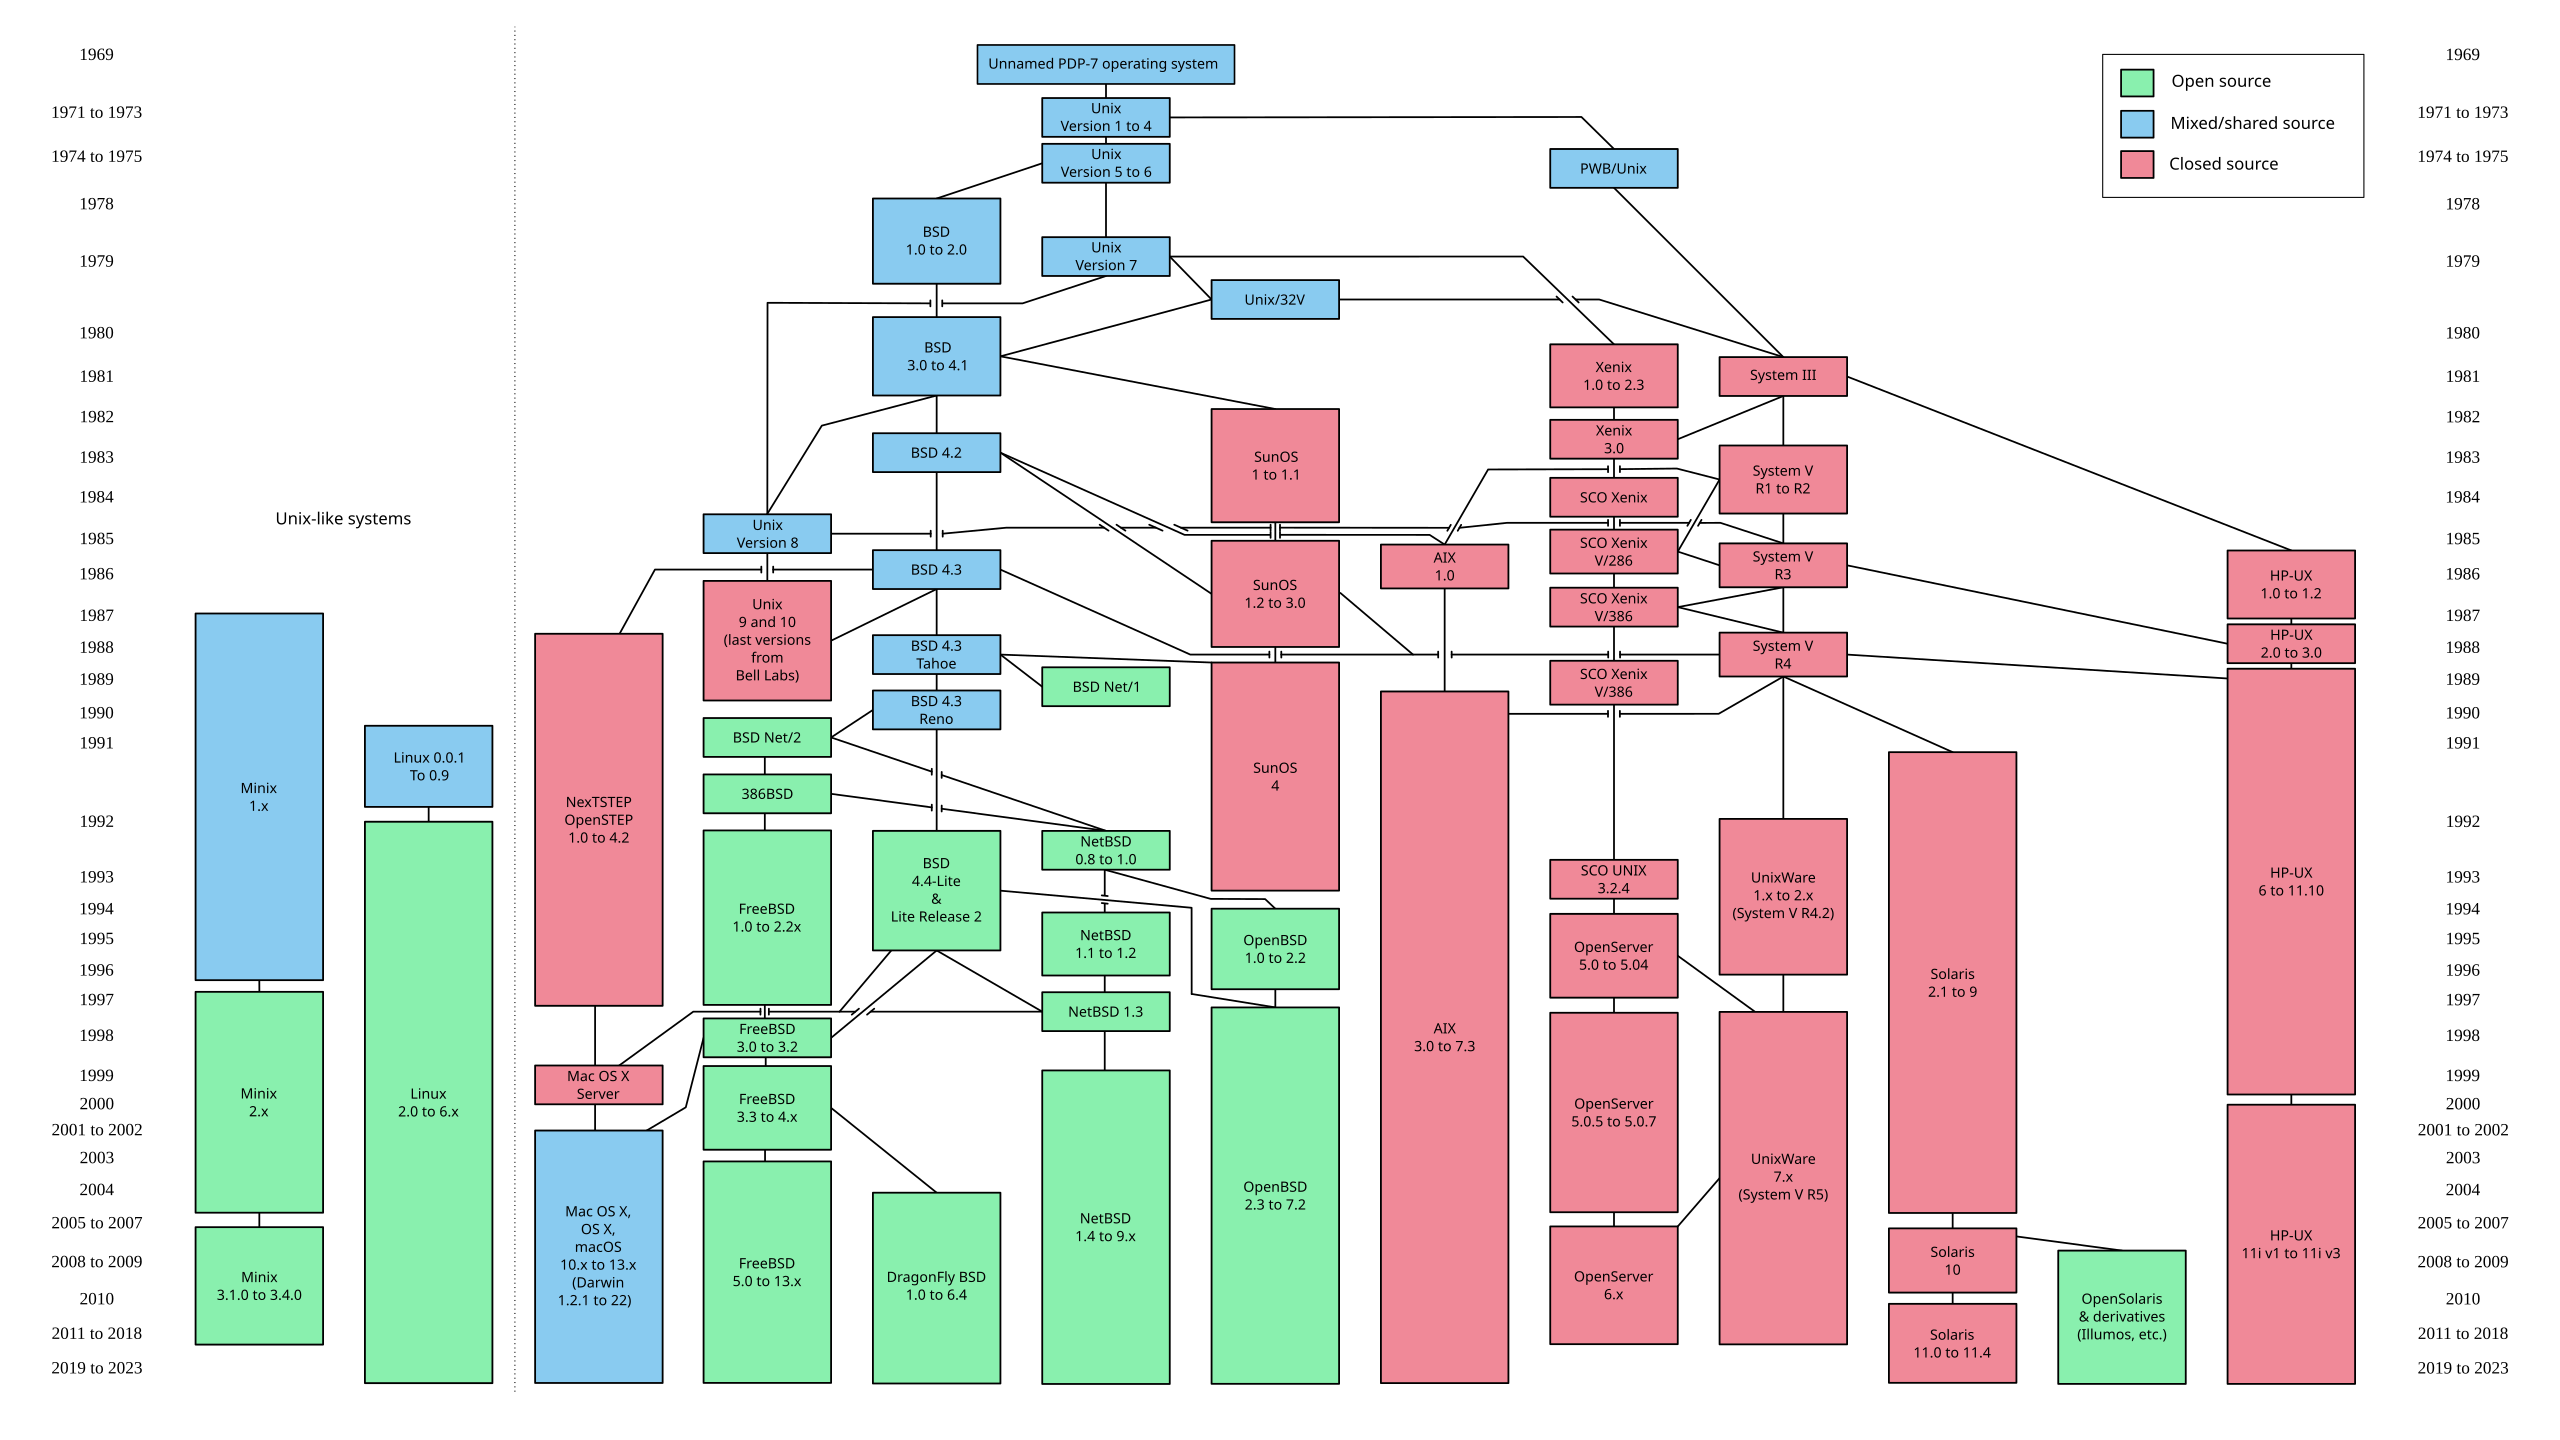 1969
1971 to 1973
1974 to 1975
1978
1979
1980
1981
1982
1983
1984
1985
1986
1987
1988
1989
1990
1991
1992
1993
1994
1995
1996
1997
1998
1999
2000
2001 to 2002
2003
2004
2005 to 2007
2008 to 2009
2010
2011 to 2018
2019 to 2023
Unix-like systems
Minix
1.x
Minix
2.x
Minix
3.1.0 to 3.4.0
Linux 0.0.1
To 0.9
Linux
2.0 to 6.x
Unnamed PDP-7 operating system
Unix
Version 1 to 4
Unix
Version 5 to 6
PWB/Unix
BSD
1.0 to 2.0
Unix
Version 7
Unix/32V
BSD
3.0 to 4.1
Xenix
1.0 to 2.3
System III
SunOS
1 to 1.1
Xenix
3.0
BSD 4.2
System V
R1 to R2
SCO Xenix
Unix
Version 8
SCO Xenix
V/286
System V
R3
AIX
1.0
SunOS
1.2 to 3.0
BSD 4.3
HP-UX
1.0 to 1.2
Unix
9 and 10
(last versions
from
Bell Labs)
SCO Xenix
V/386
HP-UX
2.0 to 3.0
System V
R4
BSD 4.3
Tahoe
BSD Net/1
SCO Xenix
V/386
BSD 4.3
Reno
BSD Net/2
SunOS
4
386BSD
NexTSTEP
OpenSTEP
1.0 to 4.2
NetBSD
0.8 to 1.0
BSD
4.4-Lite
&
Lite Release 2
FreeBSD
1.0 to 2.2x
SCO UNIX
3.2.4
UnixWare
1.x to 2.x
(System V R4.2)
HP-UX
6 to 11.10
NetBSD
1.1 to 1.2
OpenBSD
1.0 to 2.2
OpenServer
5.0 to 5.04
Solaris
2.1 to 9
NetBSD 1.3
FreeBSD
3.0 to 3.2
AIX
3.0 to 7.3
Mac OS X
Server
FreeBSD
3.3 to 4.x
OpenServer
5.0.5 to 5.0.7
UnixWare
7.x
(System V R5)
OpenBSD
2.3 to 7.2
NetBSD
1.4 to 9.x
Mac OS X,
OS X,
macOS
10.x to 13.x
(Darwin
1.2.1 to 22)
FreeBSD
5.0 to 13.x
DragonFly BSD
1.0 to 6.4
OpenServer
6.x
Solaris
10
Solaris
11.0 to 11.4
OpenSolaris
& derivatives
(Illumos, etc.)
HP-UX
11i v1 to 11i v3
Open source
Mixed/shared source
Closed source
1969
1971 to 1973
1974 to 1975
1978
1979
1980
1981
1982
1983
1984
1985
1986
1987
1988
1989
1990
1991
1992
1993
1994
1995
1996
1997
1998
1999
2000
2001 to 2002
2003
2004
2005 to 2007
2008 to 2009
2010
2011 to 2018
2019 to 2023